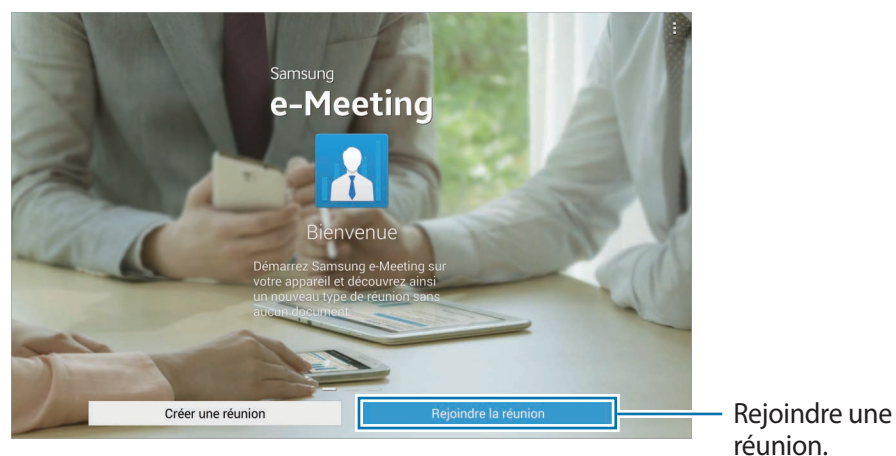 Samsung
e-Meeting
Bienvenue
Démarrez Samsung e-Meeting sur
votre appareil et découvrez ainsi
un nouveau type de réunion sans
aucun document.
Créer une réunion
Rejoindre la réunion
Rejoindre une
réunion.